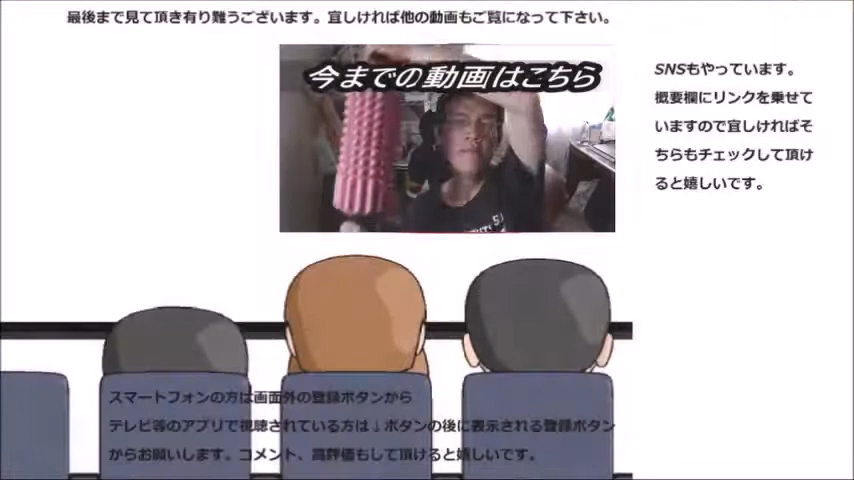 最後まで見て頂き有り難うございます。宜しければ他の動画もご覧になって下さい。
今までの動画はこちら
SNSもやっています。
概要欄にリンクを乗せて
いますので宜しければそ
ちらもチェックして頂け
ると嬉しいです。
スマートフォンの方は画面外の登録ボタンから
テレビ等のアプリで視聴されている方は↓ボタンの後に表示される登録ボタン
からお願いします。コメント、高評価もして頂けると嬉しいです。